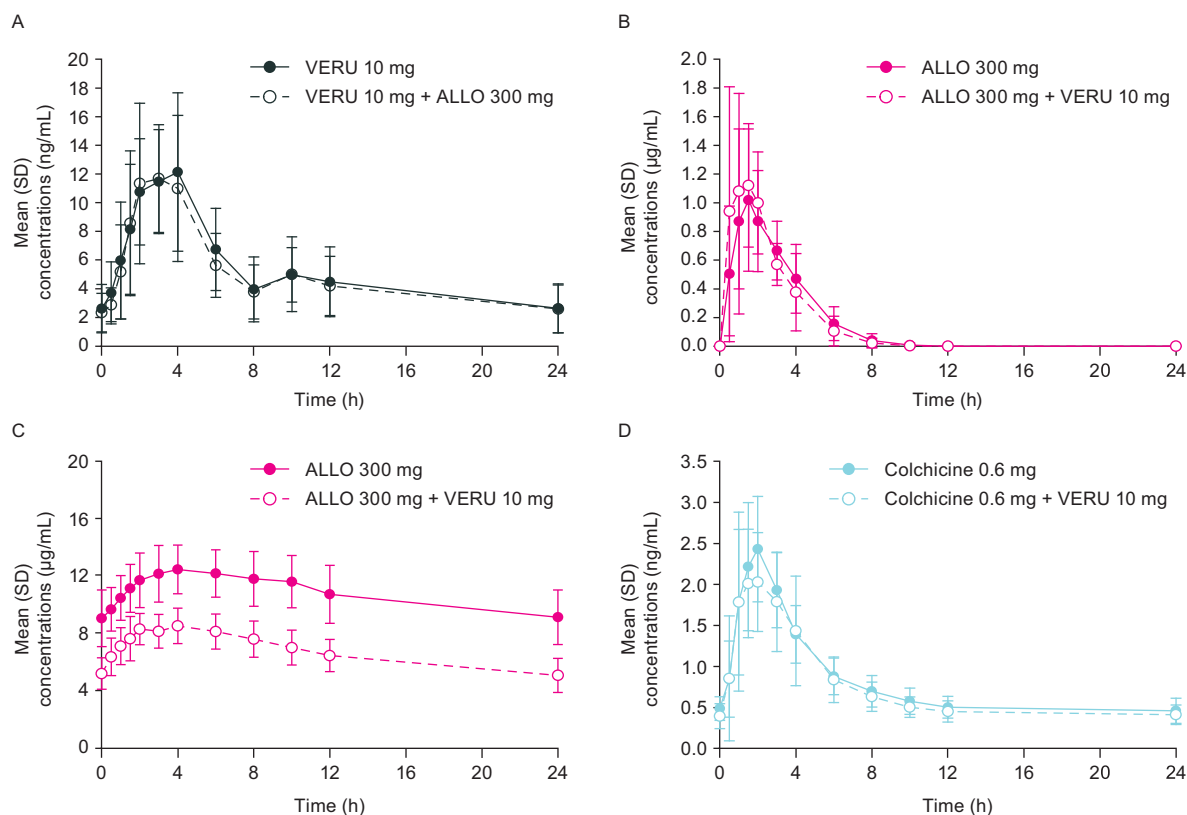 A
Mean (SD)
concentrations (ng/mL)
20
18
16
14
12
10
8
6
4
2
0
VERU 10 mg
VERU 10 mg + ALLO 300 mg
0
4
8
12
16
20
24
Time (h)
B
Mean (SD)
concentrations (µg/mL)
2.0
1.8
1.6
1.4
1.2
1.0
0.8
0.6
0.4
0.2
0.0
ALLO 300 mg
ALLO 300 mg + VERU 10 mg
0
4
8
12
16
20
24
Time (h)
C
Mean (SD)
concentrations (µg/mL)
20
16
12
8
4
0
ALLO 300 mg
ALLO 300 mg + VERU 10 mg
0
4
8
12
16
20
24
Time (h)
D
Mean (SD)
concentrations (ng/mL)
3.5
3.0
2.5
2.0
1.5
1.0
0.5
0.0
Colchicine 0.6 mg
Colchicine 0.6 mg + VERU 10 mg
0
4
8
12
16
20
24
Time (h)